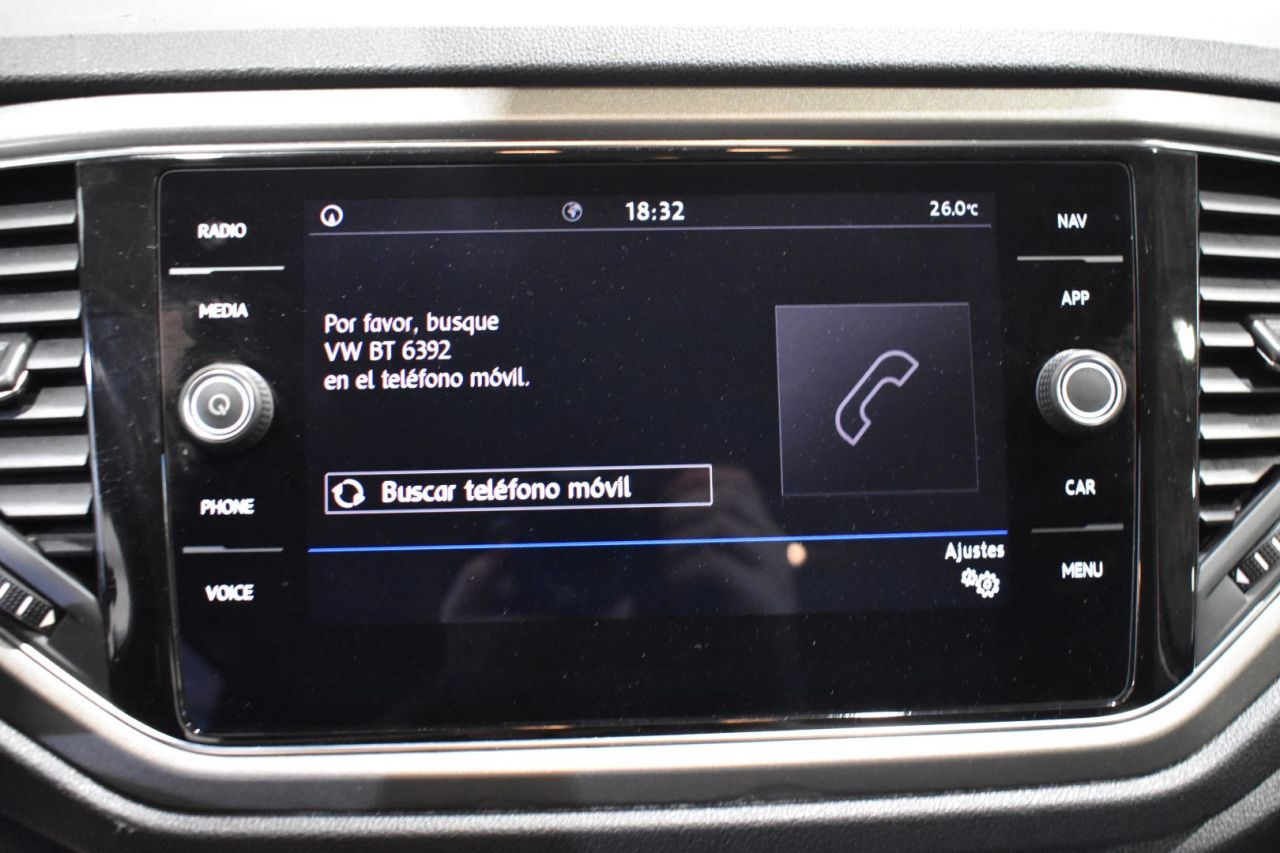 18:32
26.0°C
RADIO
MEDIA
PHONE
VOICE
Por favor, busque
VW BT 6392
en el teléfono móvil.
Buscar teléfono móvil
Ajustes
NAV
APP
CAR
MENU